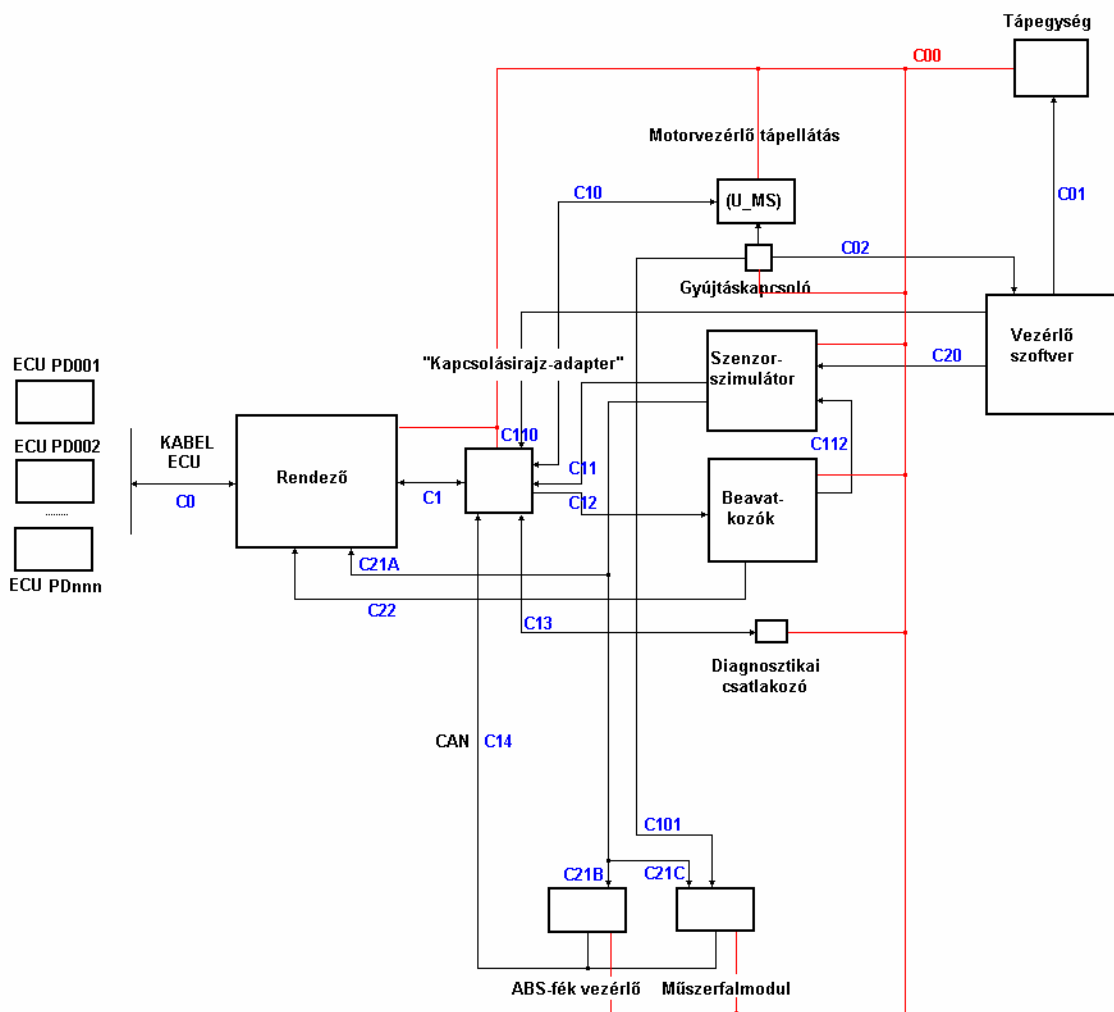 Tápegység
C00
Motorvezérlő tápellátás
C10
(U_MS)
C01
C02
Gyújtáskapcsoló
Vezérlő
szoftver
Szenzor-
szimulátor
C20
"Kapcsolásirajz-adapter"
ECU PD001
KABEL
ECU
C110
ECU PD002
C112
Rendező
C11
C0
C1
C12
Beavat-
kozók
..........
C21A
ECU PDnnn
C22
C13
Diagnosztikai
csatlakozó
CAN
C14
C101
C21B
C21C
ABS-fék vezérlő
Műszerfalmodul